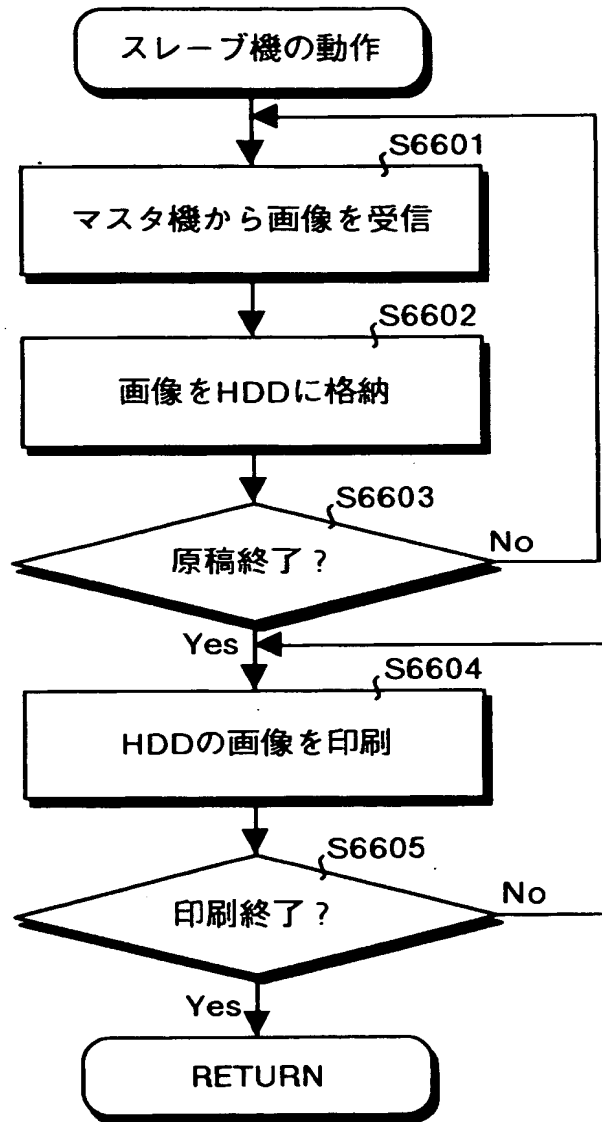 スレーブ機の動作
S6601
マスタ機から画像を受信
S6602
画像をHDDに格納
S6603
原稿終了?
No
Yes
S6604
HDDの画像を印刷
S6605
印刷終了?
No
Yes
RETURN